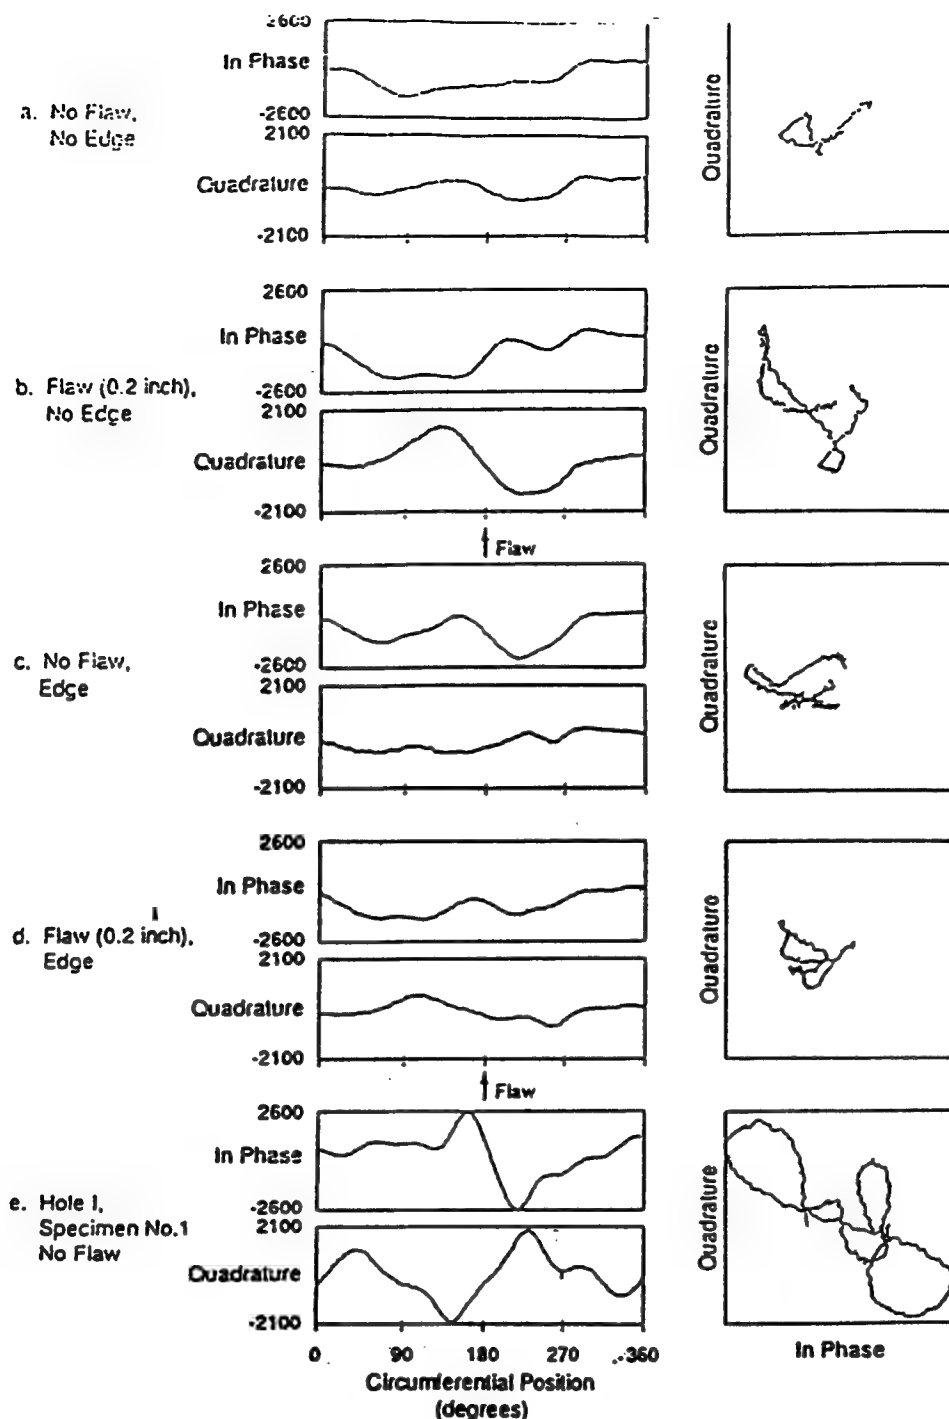 2600
In Phase
-2600
2100
Quadrature
-2100
a. No Flaw,
No Edge
Quadrature
2600
In Phase
-2600
2100
Quadrature
-2100
b. Flaw (0.2 inch),
No Edge
Flaw
Quadrature
2600
In Phase
-2600
2100
Quadrature
-2100
c. No Flaw,
Edge
Quadrature
2600
In Phase
-2600
2100
Quadrature
-2100
d. Flaw (0.2 inch),
Edge
Flaw
Quadrature
2600
In Phase
-2600
2100
Quadrature
-2100
e. Hole I,
Specimen No.1
No Flaw
0 90 180 270 360
Circumferential Position
(degrees)
Quadrature
In Phase